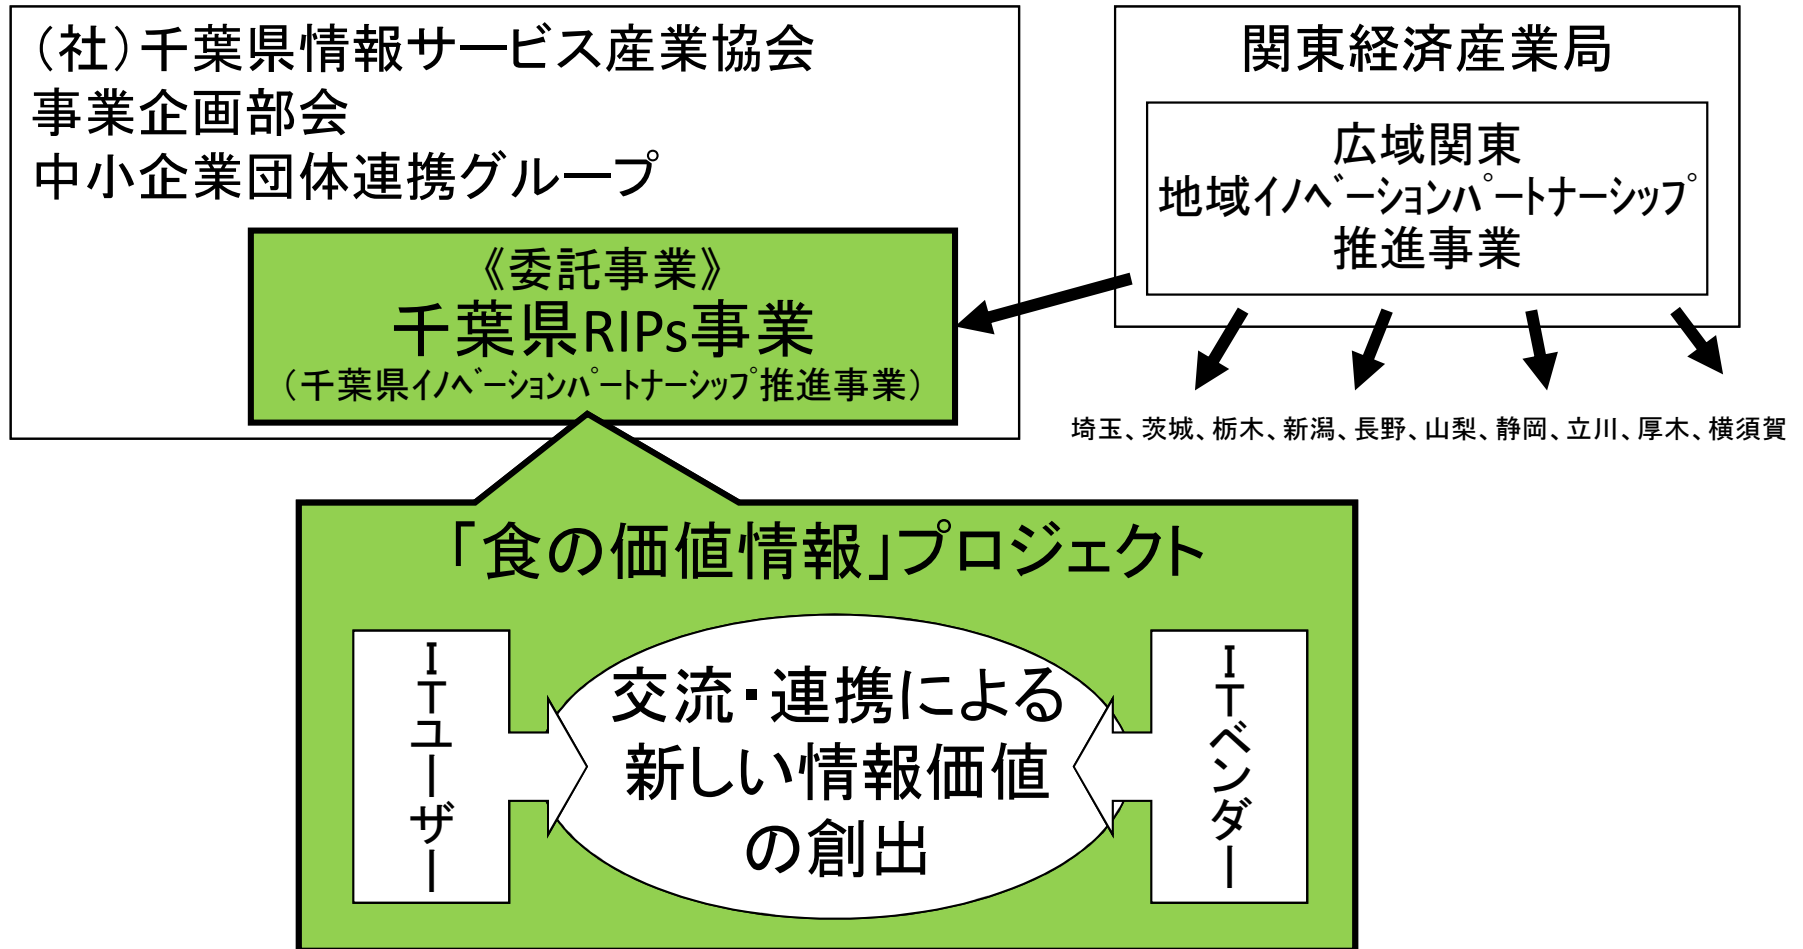 （社）千葉県情報サービス産業協会
事業企画部会
中小企業団体連携グループ
《委託事業》
千葉県RIPs事業
（千葉県ｲﾉﾍﾞｰｼｮﾝﾊﾟｰﾄﾅｰｼｯﾌﾟ推進事業）
関東経済産業局
広域関東
地域ｲﾉﾍﾞｰｼｮﾝﾊﾟｰﾄﾅｰｼｯﾌﾟ
推進事業
埼玉、茨城、栃木、新潟、長野、山梨、静岡、立川、厚木、横須賀
「食の価値情報」プロジェクト
ＩＴユーザー
交流・連携による
新しい情報価値
の創出
ＩＴベンダー